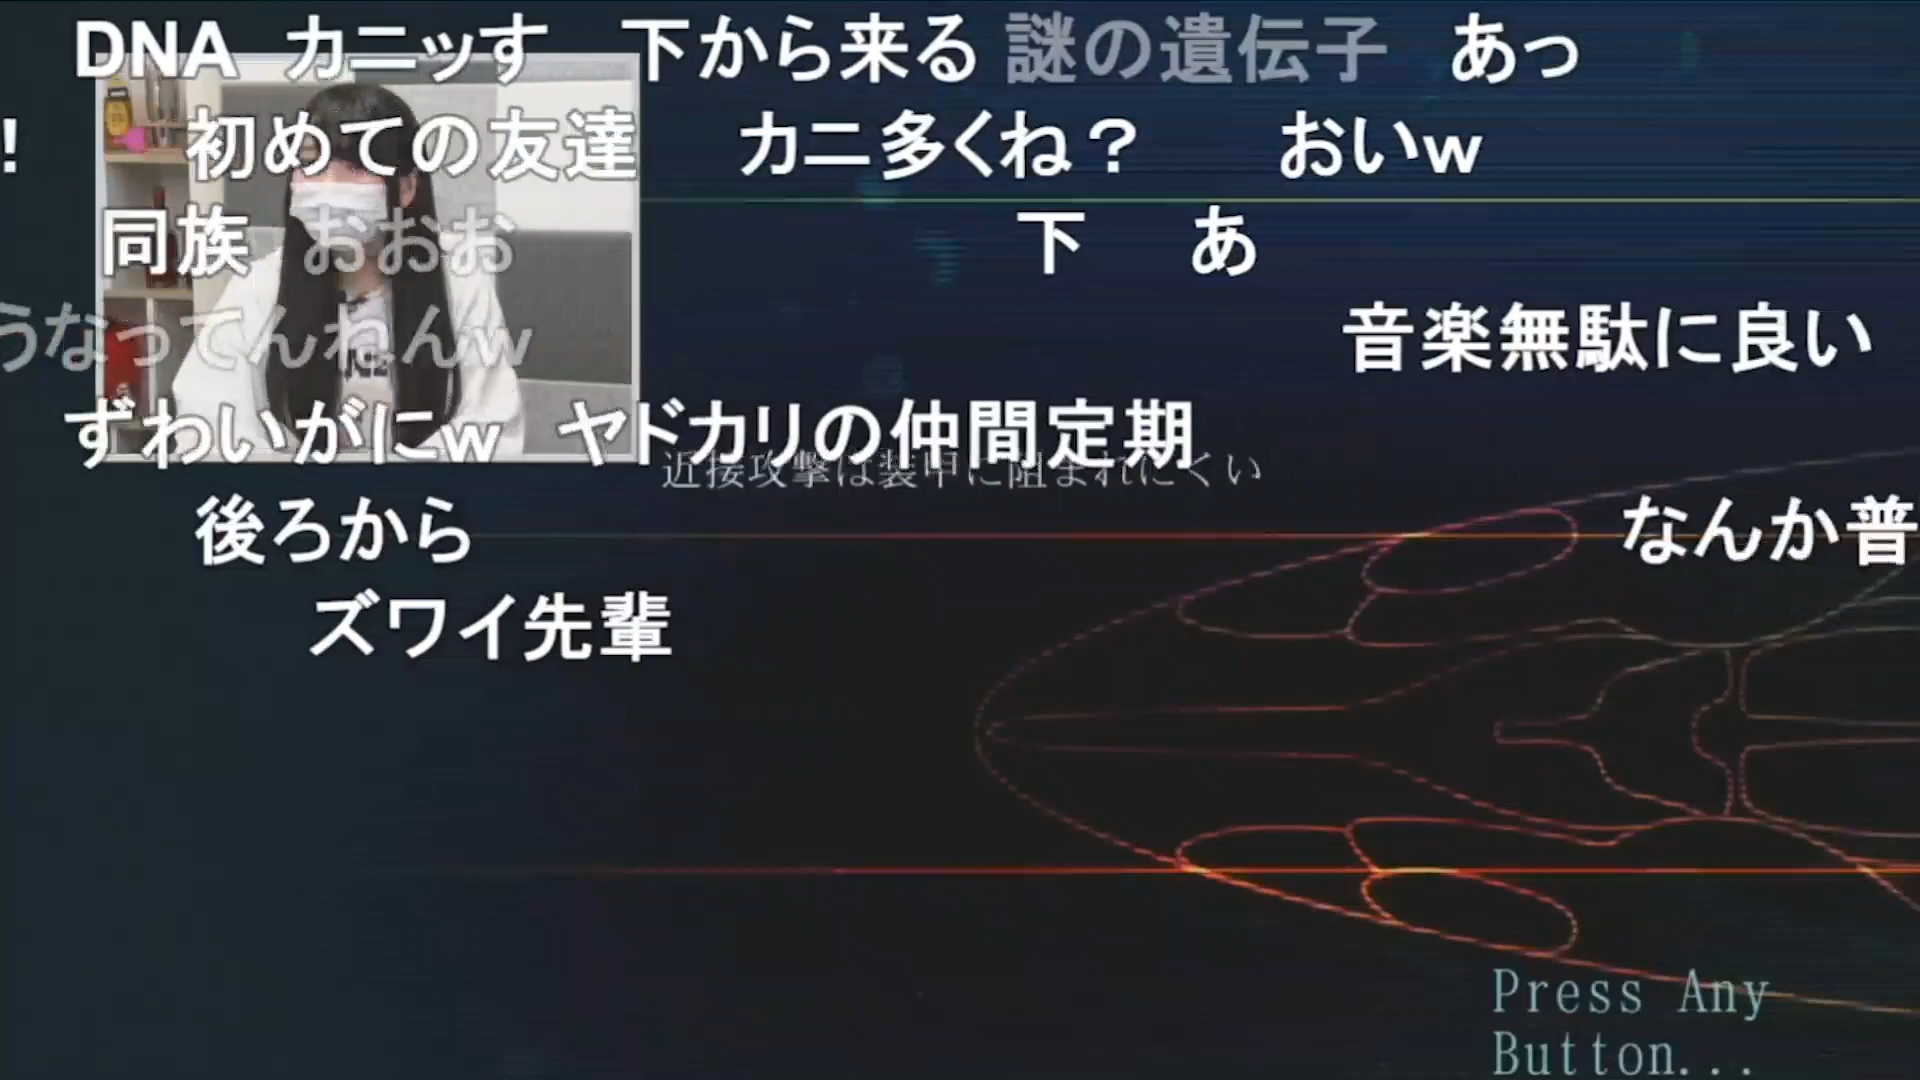 DNA カニッす 下から来る 謎の遺伝子 あっ
! 初めての友達 カニ多くね？ おいw
同族 おおお 下 あ
うなってんねんw 音楽無駄に良い
ずわいがにw ヤドカリの仲間定期
近接攻撃は装甲に阻まれにくい
後ろから なんか普
ズワイ先輩
Press Any
Button...